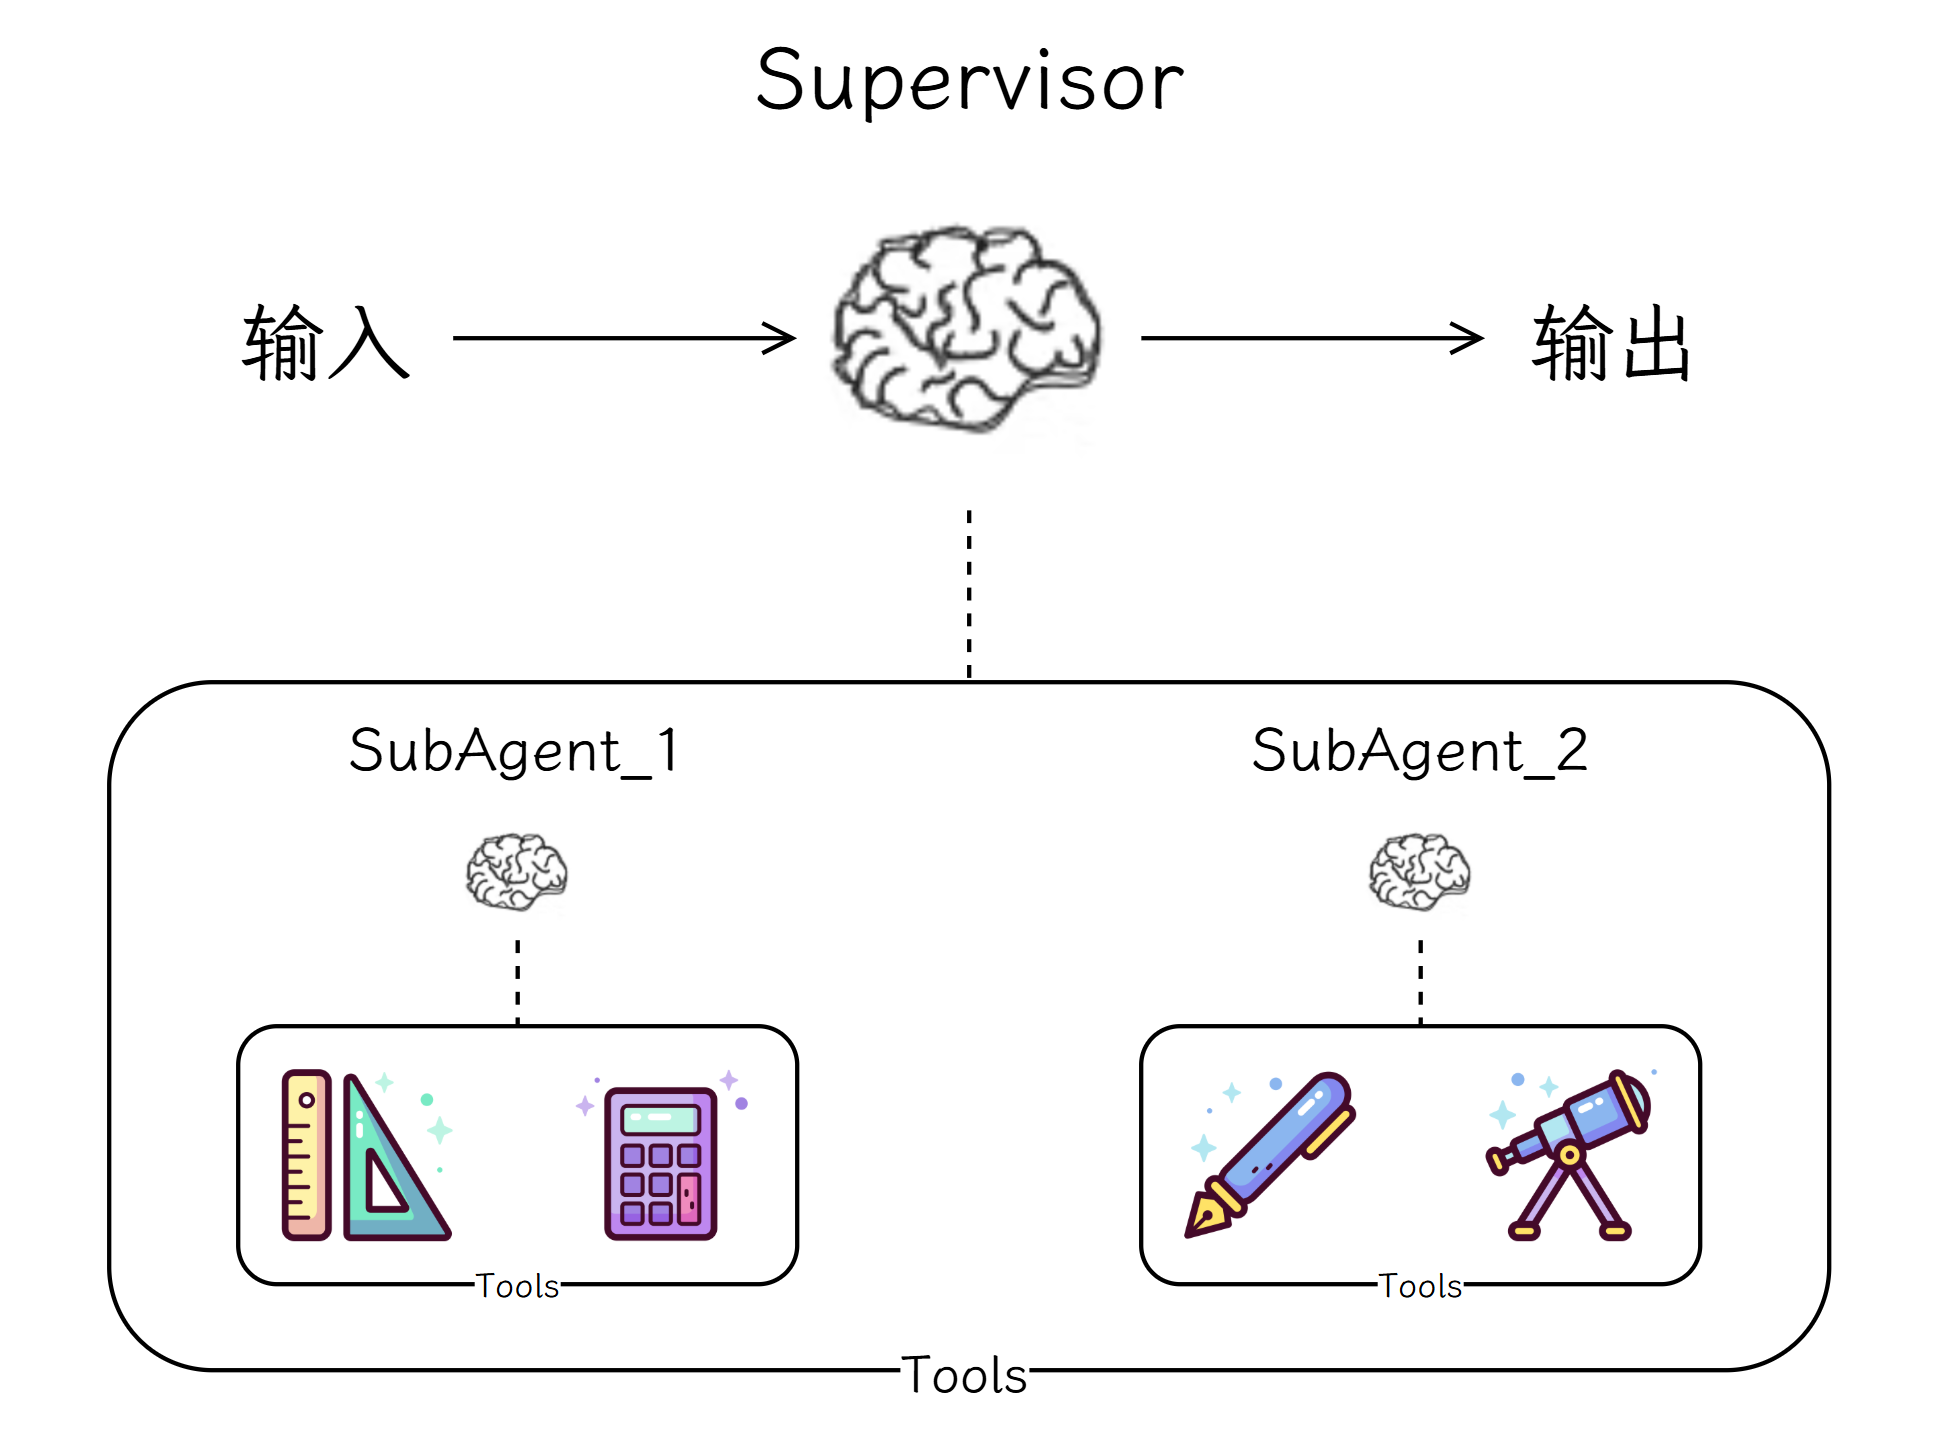 Supervisor
输入
输出
SubAgent_1
SubAgent_2
Tools
Tools
Tools